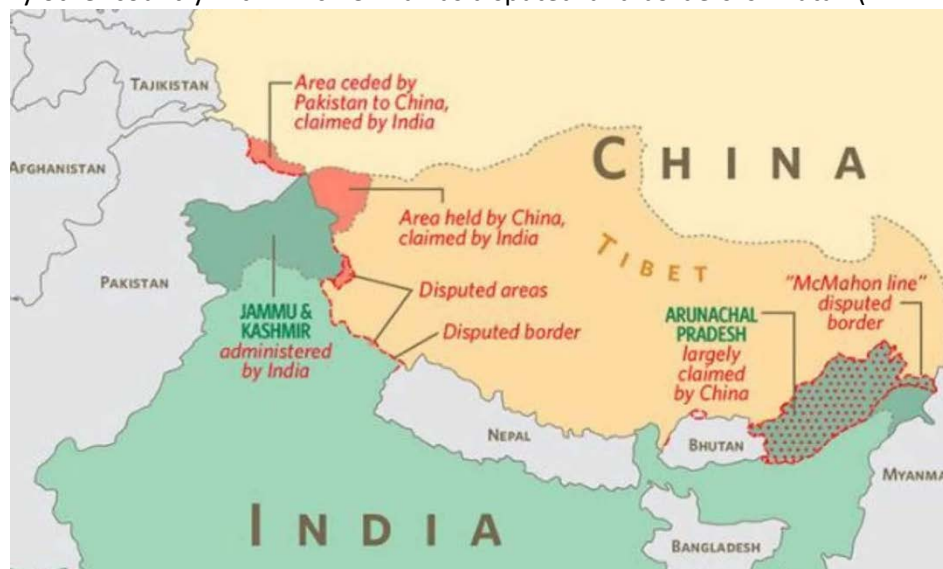 TAJIKISTAN
Area ceded by
Pakistan to China,
claimed by India
CHINA
AFGHANISTAN
Area held by China,
claimed by India
TIBET
PAKISTAN
Disputed areas
"McMahon line"
disputed
border
JAMMU &
KASHMIR
administered
by India
Disputed border
ARUNACHAL
PRADESH
largely
claimed
by China
NEPAL
BHUTAN
MYANMA
INDIA
BANGLADESH